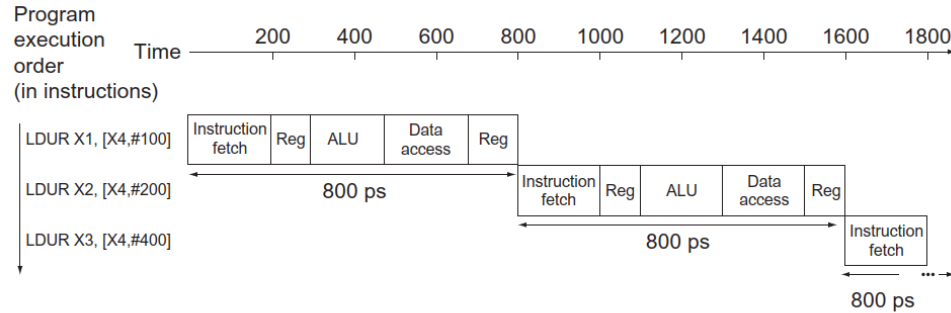 Program
execution
order
(in instructions)
Time
200 400 600 800 1000 1200 1400 1600 1800
LDUR X1, [X4,#100]
Instruction
fetch
Reg
ALU
Data
access
Reg
800 ps
LDUR X2, [X4,#200]
Instruction
fetch
Reg
ALU
Data
access
Reg
800 ps
LDUR X3, [X4,#400]
Instruction
fetch
...
800 ps